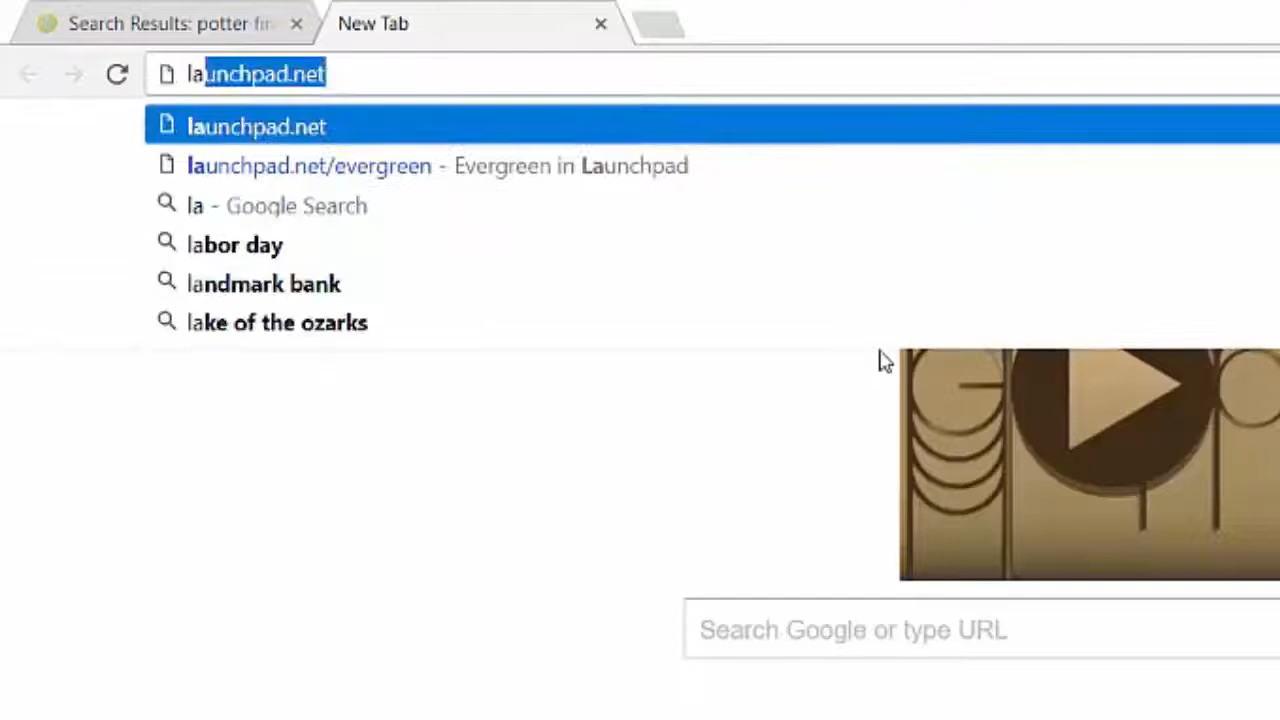 Search Results: potter fin
New Tab
launchpad.net
launchpad.net
launchpad.net/evergreen - Evergreen in Launchpad
la - Google Search
labor day
landmark bank
lake of the ozarks
Search Google or type URL